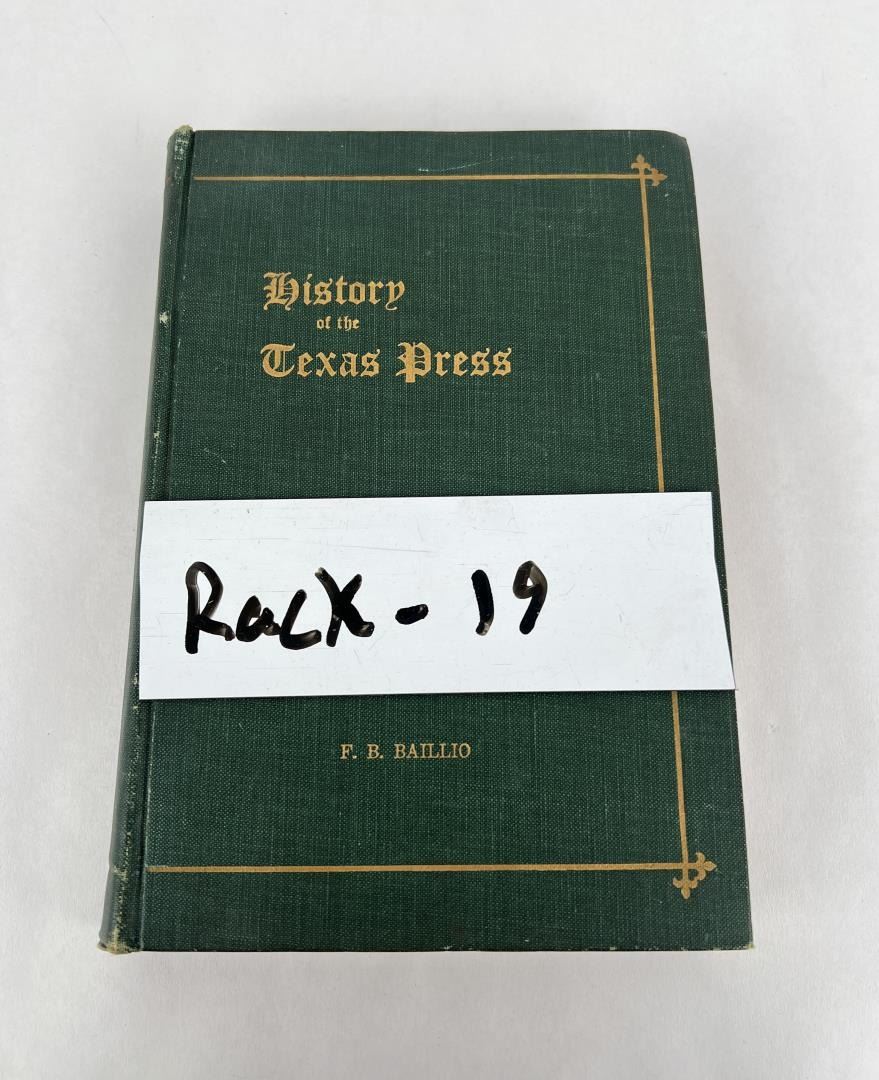 History
of the
Texas Press
Rack - 19
F. B. BAILLIO